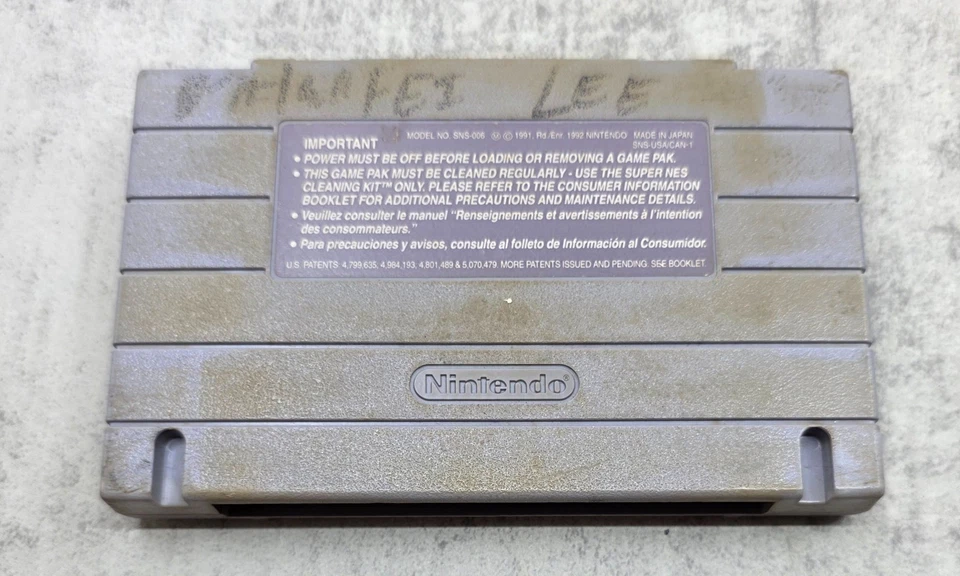 LEE
IMPORTANT
MODEL NO. SNS-006 Ⓜ © 1991, Rd./Enr. 1992 NINTENDO MADE IN JAPAN
SNS-USA/CAN-1
• POWER MUST BE OFF BEFORE LOADING OR REMOVING A GAME PAK.
• THIS GAME PAK MUST BE CLEANED REGULARLY - USE THE SUPER NES
CLEANING KIT™ ONLY. PLEASE REFER TO THE CONSUMER INFORMATION
BOOKLET FOR ADDITIONAL PRECAUTIONS AND MAINTENANCE DETAILS.
• Veuillez consulter le manuel "Renseignements et avertissements à l'intention
des consommateurs."
• Para precauciones y avisos, consulte al folleto de Información al Consumidor.
U.S. PATENTS: 4,799,635, 4,984,193, 4,801,489 & 5,070,479. MORE PATENTS ISSUED AND PENDING. SEE BOOKLET.
Nintendo®